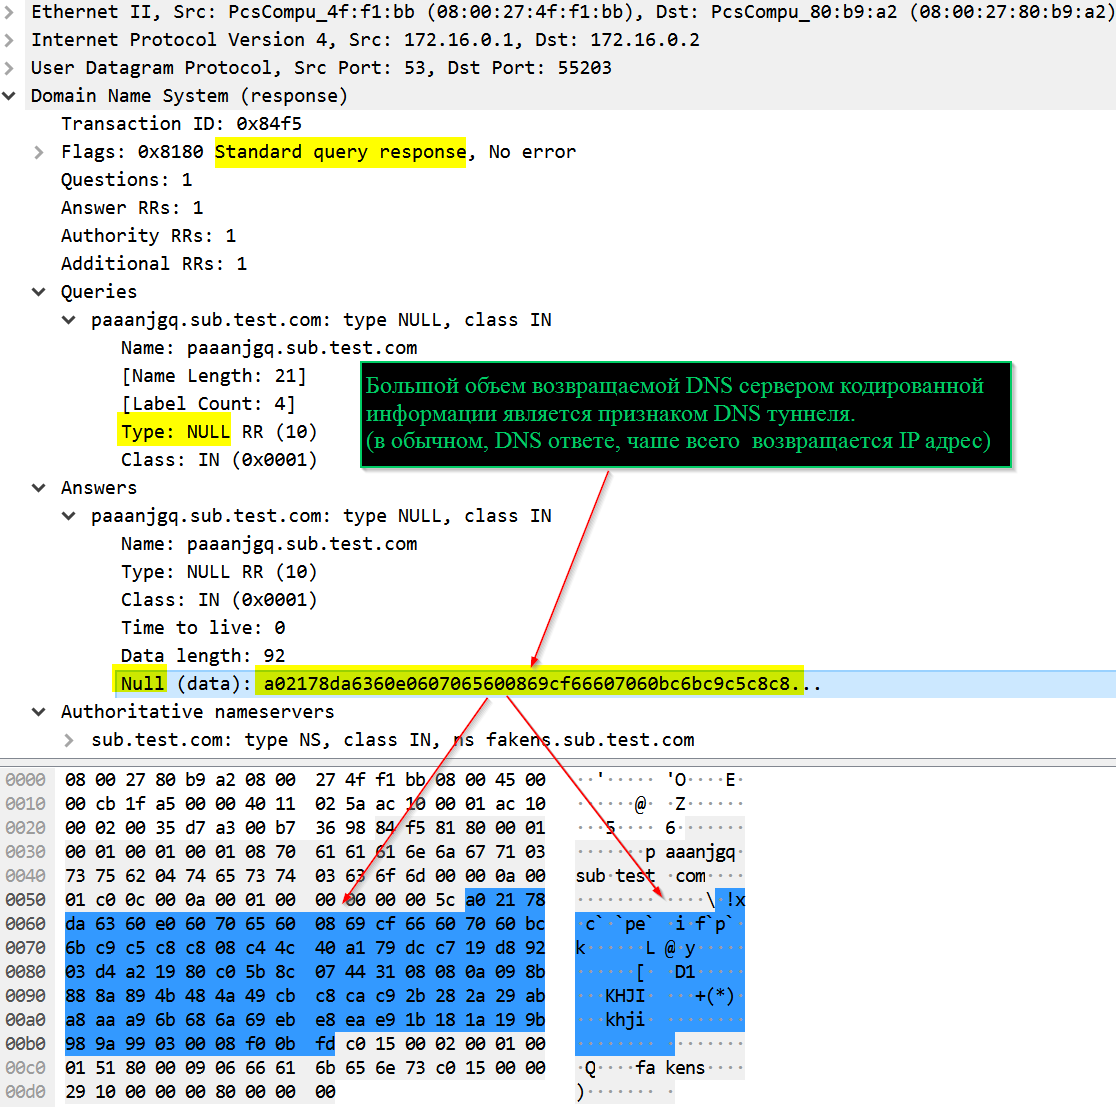 Ethernet II, Src: PcsCompu_4f:f1:bb (08:00:27:4f:f1:bb), Dst: PcsCompu_80:b9:a2 (08:00:27:80:b9:a2)
Internet Protocol Version 4, Src: 172.16.0.1, Dst: 172.16.0.2
User Datagram Protocol, Src Port: 53, Dst Port: 55203
Domain Name System (response)
Transaction ID: 0x84f5
Flags: 0x8180 Standard query response, No error
Questions: 1
Answer RRs: 1
Authority RRs: 1
Additional RRs: 1
Queries
paaanjgq.sub.test.com: type NULL, class IN
Name: paaanjgq.sub.test.com
[Name Length: 21]
[Label Count: 4]
Type: NULL RR (10)
Class: IN (0x0001)
Большой объем возвращаемой DNS сервером кодированной
информации является признаком DNS туннеля.
(в обычном, DNS ответе, чаше всего возвращается IP адрес)
Answers
paaanjgq.sub.test.com: type NULL, class IN
Name: paaanjgq.sub.test.com
Type: NULL RR (10)
Class: IN (0x0001)
Time to live: 0
Data length: 92
Null (data): a02178da6360e0607065600869cf66607060bc6bc9c5c8c8...
Authoritative nameservers
sub.test.com: type NS, class IN, ns fakens.sub.test.com
0000 08 00 27 80 b9 a2 08 00 27 4f f1 bb 08 00 45 00 ··'····· 'O····E·
0010 00 cb 1f a5 00 00 40 11 02 5a ac 10 00 01 ac 10 ······@· ·Z······
0020 00 02 00 35 d7 a3 00 b7 36 98 84 f5 81 80 00 01 ···5···· 6·······
0030 00 01 00 01 00 01 08 70 61 61 61 6e 6a 67 71 03 ·······p aaanjgq·
0040 73 75 62 04 74 65 73 74 03 63 6f 6d 00 00 0a 00 sub·test ·com····
0050 01 c0 0c 00 0a 00 01 00 00 00 00 00 5c a0 21 78 ········ ····\·!x
0060 da 63 60 e0 60 70 65 60 08 69 cf 66 60 70 60 bc ·c`·`pe` ·i·f`p`·
0070 6b c9 c5 c8 c8 08 c4 4c 40 a1 79 dc c7 19 d8 92 k······L @·y·····
0080 03 d4 a2 19 80 c0 5b 8c 07 44 31 08 08 0a 09 8b ······[· ·D1·····
0090 88 8a 89 4b 48 4a 49 cb c8 ca c9 2b 28 2a 29 ab ···KHJI· ···+(*)·
00a0 a8 aa a9 6b 68 6a 69 eb e8 ea e9 1b 18 1a 19 9b ···khji· ········
00b0 98 9a 99 03 00 08 f0 0b fd c0 15 00 02 00 01 00 ········ ········
00c0 01 51 80 00 09 06 66 61 6b 65 6e 73 c0 15 00 00 ·Q····fa kens····
00d0 29 10 00 00 00 80 00 00 00 )······· ·